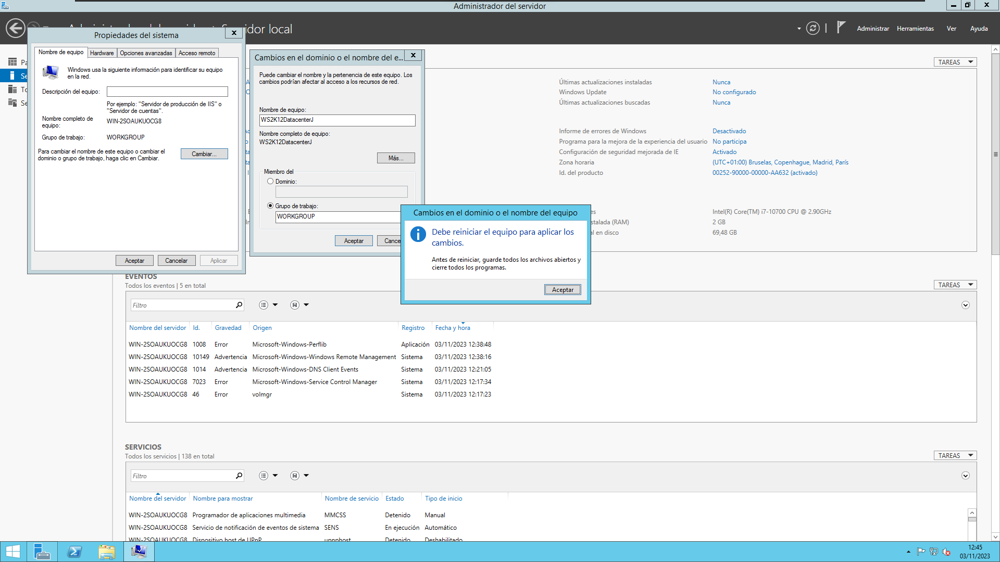 Administrador del servidor
Servidor local
Administrar
Herramientas
Ver
Ayuda
Propiedades del sistema
Nombre de equipo
Hardware
Opciones avanzadas
Acceso remoto
Windows usa la siguiente información para identificar su equipo
en la red.
Descripción del equipo:
Por ejemplo: "Servidor de producción de IIS" o
"Servidor de cuentas".
Nombre completo de
equipo:
WIN-2SOAUKUOCG8
Grupo de trabajo:
WORKGROUP
Para cambiar el nombre de este equipo o cambiar el
dominio o grupo de trabajo, haga clic en Cambiar.
Cambiar...
Aceptar
Cancelar
Aplicar
Cambios en el dominio o el nombre del e...
Puede cambiar el nombre y la pertenencia de este equipo. Los
cambios podrían afectar al acceso a los recursos de red.
Nombre de equipo:
WS2K12DatacenterJ
Nombre completo de equipo:
WS2K12DatacenterJ
Más...
Miembro del
Dominio:
Grupo de trabajo:
WORKGROUP
Aceptar
Cance
Cambios en el dominio o el nombre del equipo
Debe reiniciar el equipo para aplicar los
cambios.
Antes de reiniciar, guarde todos los archivos abiertos y
cierre todos los programas.
Aceptar
TAREAS
Últimas actualizaciones instaladas Nunca
Windows Update No configurado
Últimas actualizaciones buscadas Nunca
Informe de errores de Windows Desactivado
Programa para la mejora de la experiencia del usuario No participa
Configuración de seguridad mejorada de IE Activado
Zona horaria (UTC+01:00) Bruselas, Copenhague, Madrid, París
Id. del producto 00252-90000-00000-AA632 (activado)
es Intel(R) Core(TM) i7-10700 CPU @ 2.90GHz
stalada (RAM) 2 GB
al en disco 69,48 GB
EVENTOS
Todos los eventos | 5 en total
TAREAS
Filtro
Nombre del servidor Id. Gravedad Origen Registro Fecha y hora
WIN-2SOAUKUOCG8 1008 Error Microsoft-Windows-Perflib Aplicación 03/11/2023 12:38:48
WIN-2SOAUKUOCG8 10149 Advertencia Microsoft-Windows-Windows Remote Management Sistema 03/11/2023 12:38:16
WIN-2SOAUKUOCG8 1014 Advertencia Microsoft-Windows-DNS Client Events Sistema 03/11/2023 12:21:05
WIN-2SOAUKUOCG8 7023 Error Microsoft-Windows-Service Control Manager Sistema 03/11/2023 12:17:34
WIN-2SOAUKUOCG8 46 Error volmgr Sistema 03/11/2023 12:17:23
SERVICIOS
Todos los servicios | 138 en total
TAREAS
Filtro
Nombre del servidor Nombre para mostrar Nombre de servicio Estado Tipo de inicio
WIN-2SOAUKUOCG8 Programador de aplicaciones multimedia MMCSS Detenido Manual
WIN-2SOAUKUOCG8 Servicio de notificación de eventos de sistema SENS En ejecución Automático
WIN-2SOAUKUOCG8 Dispositivo host de UPnP upnphost Detenido Deshabilitado
12:45
03/11/2023